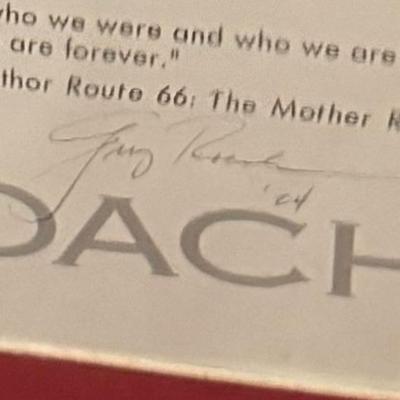 who we were and who we are
are forever."
thor Route 66: The Mother R
'04
OACH